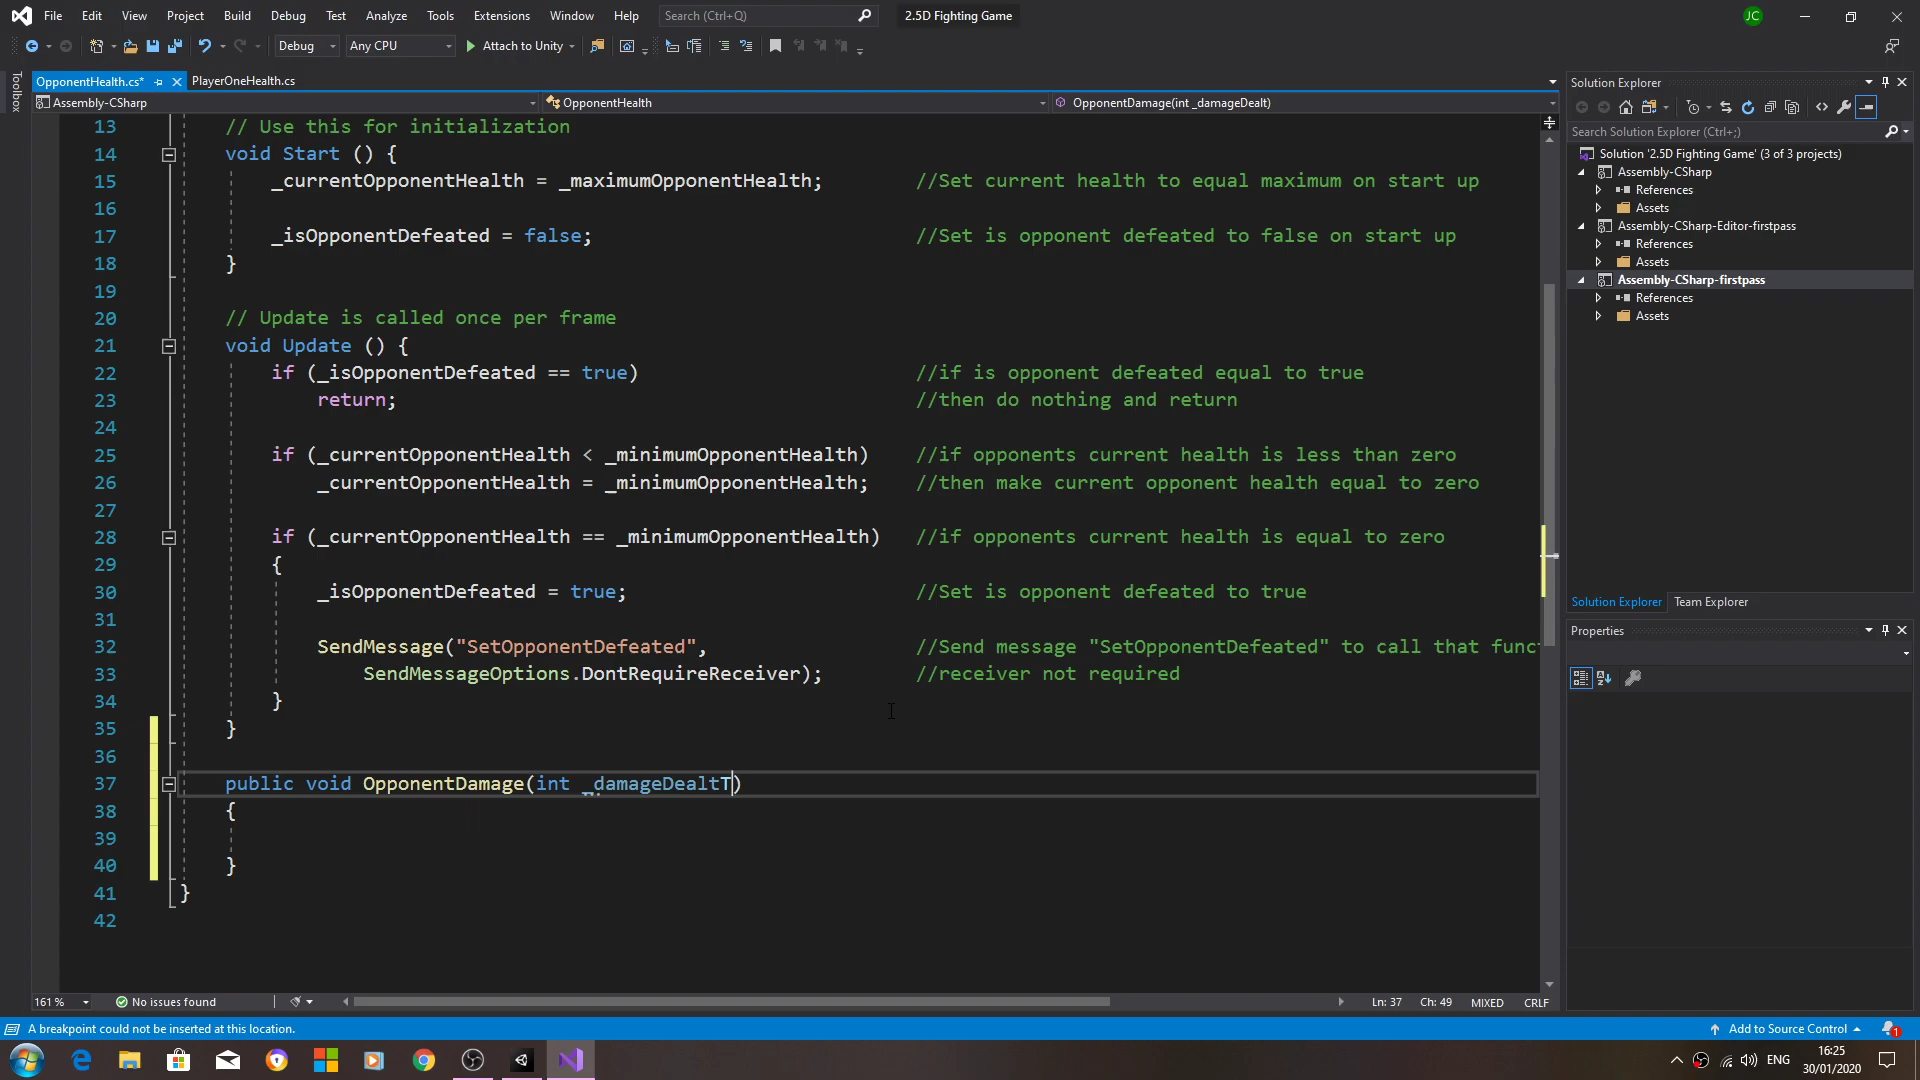 File Edit View Project Build Debug Test Analyze Tools Extensions Window Help Search (Ctrl+Q) 2.5D Fighting Game JC
Debug Any CPU Attach to Unity
Toolbox
OpponentHealth.cs* PlayerOneHealth.cs
Assembly-CSharp OpponentHealth OpponentDamage(int _damageDealt)
13 // Use this for initialization
14 void Start () {
15 _currentOpponentHealth = _maximumOpponentHealth; //Set current health to equal maximum on start up
16
17 _isOpponentDefeated = false; //Set is opponent defeated to false on start up
18 }
19
20 // Update is called once per frame
21 void Update () {
22 if (_isOpponentDefeated == true) //if is opponent defeated equal to true
23 return; //then do nothing and return
24
25 if (_currentOpponentHealth < _minimumOpponentHealth) //if opponents current health is less than zero
26 _currentOpponentHealth = _minimumOpponentHealth; //then make current opponent health equal to zero
27
28 if (_currentOpponentHealth == _minimumOpponentHealth) //if opponents current health is equal to zero
29 {
30 _isOpponentDefeated = true; //Set is opponent defeated to true
31
32 SendMessage("SetOpponentDefeated", //Send message "SetOpponentDefeated" to call that func
33 SendMessageOptions.DontRequireReceiver); //receiver not required
34 }
35 }
36
37 public void OpponentDamage(int _damageDealtT)
38 {
39
40 }
41 }
42
161 % No issues found Ln: 37 Ch: 49 MIXED CRLF
Solution Explorer
Search Solution Explorer (Ctrl+;)
Solution '2.5D Fighting Game' (3 of 3 projects)
Assembly-CSharp
References
Assets
Assembly-CSharp-Editor-firstpass
References
Assets
Assembly-CSharp-firstpass
References
Assets
Solution Explorer Team Explorer
Properties
A breakpoint could not be inserted at this location. Add to Source Control 1
ENG 16:25
30/01/2020